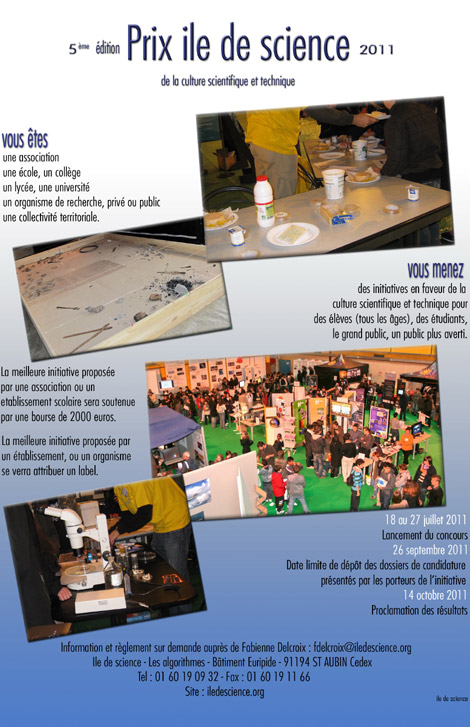 5ème édition Prix ile de science 2011
de la culture scientifique et technique
vous êtes
une association
une école, un collège
un lycée, une université
un organisme de recherche, privé ou public
une collectivité territoriale.
vous menez
des initiatives en faveur de la
culture scientifique et technique pour
des élèves (tous les âges), des étudiants,
le grand public, un public plus averti.
La meilleure initiative proposée
par une association ou un
etablissement scolaire sera soutenue
par une bourse de 2000 euros.
La meilleure initiative proposée par
un établissement, ou un organisme
se verra attribuer un label.
18 au 27 juillet 2011
Lancement du concours
26 septembre 2011
Date limite de dépôt des dossiers de candidature
présentés par les porteurs de l'initiative
14 octobre 2011
Proclamation des résultats
Information et règlement sur demande auprès de Fabienne Delcroix : fdelcroix@iledescience.org
Ile de science - Les algorithmes - Bâtiment Euripide - 91194 ST AUBIN Cedex
Tel : 01 60 19 09 32 - Fax : 01 60 19 11 66
Site : iledescience.org
ile de science